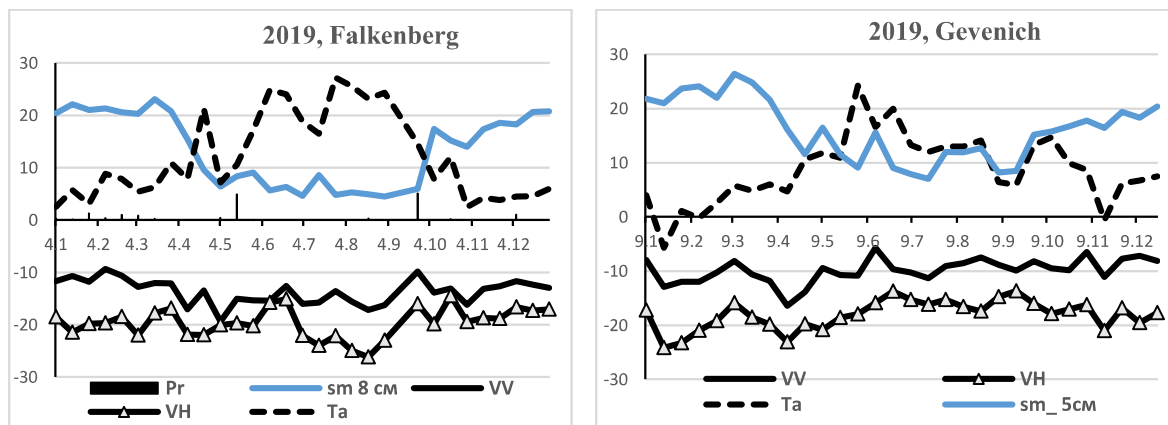 2019, Falkenberg
30
20
10
0
4.1 4.2 4.3 4.4 4.5 4.6 4.7 4.8 4.9 4.10 4.11 4.12
-10
-20
-30
Pr sm 8 см VV
VH Ta
2019, Gevenich
30
20
10
0
9.1 9.2 9.3 9.4 9.5 9.6 9.7 9.8 9.9 9.10 9.11 9.12
-10
-20
-30
VV VH
Ta sm_ 5см